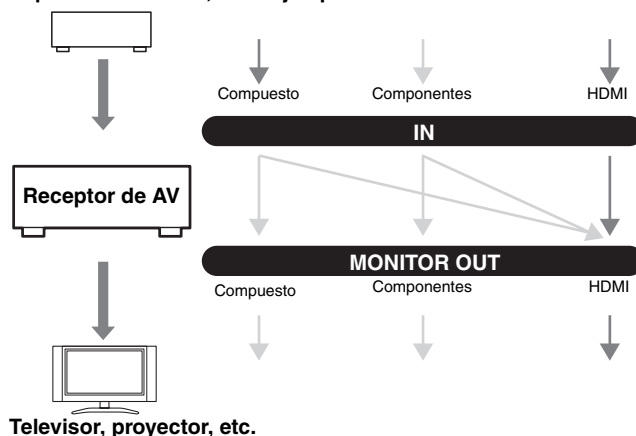 Compuesto Componentes HDMI
IN
Receptor de AV
MONITOR OUT
Compuesto Componentes HDMI
Televisor, proyector, etc.